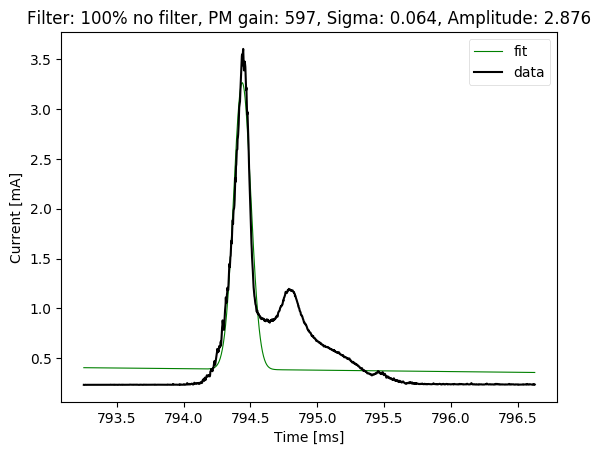 Filter: 100% no filter, PM gain: 597, Sigma: 0.064, Amplitude: 2.876
fit
data
3.5
3.0
2.5
2.0
1.5
1.0
0.5
Current [mA]
793.5 794.0 794.5 795.0 795.5 796.0 796.5
Time [ms]